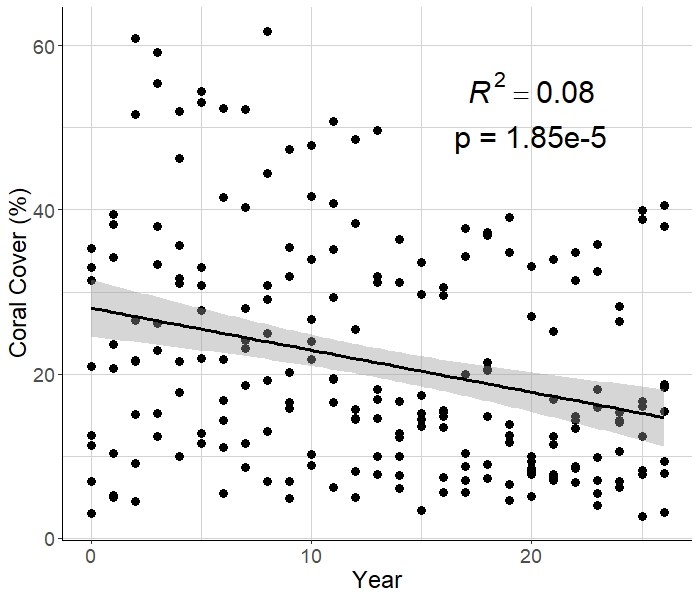 R² = 0.08
p = 1.85e-5
Coral Cover (%)
60
40
20
0
0 10 20
Year